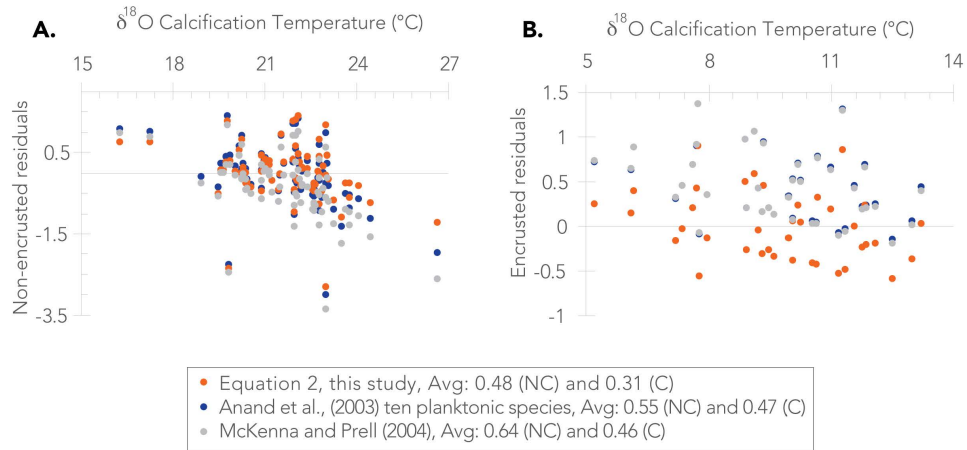 A.
δ18O Calcification Temperature (°C)
15 19 21 24 27
Non-encrusted residuals
0.5
-1.5
-3.5
B.
δ18O Calcification Temperature (°C)
5 8 11 14
Encrusted residuals
1.5
1
0.5
0
-0.5
-1
Equation 2, this study, Avg: 0.48 (NC) and 0.31 (C)
Anand et al., (2003) ten planktonic species, Avg: 0.55 (NC) and 0.47 (C)
McKenna and Prell (2004), Avg: 0.64 (NC) and 0.46 (C)